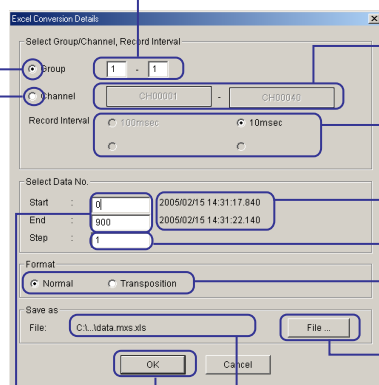 Excel Conversion Details
Select Group/Channel, Record Interval
Group 1 - 1
Channel CH00001 - CH00040
Record Interval 100msec 10msec
Select Data No.
Start : 0 2005/02/15 14:31:17.840
End : 900 2005/02/15 14:31:22.140
Step : 1
Format
Normal Transposition
Save as
File: C:\...\data.mxs.xls File ...
OK Cancel